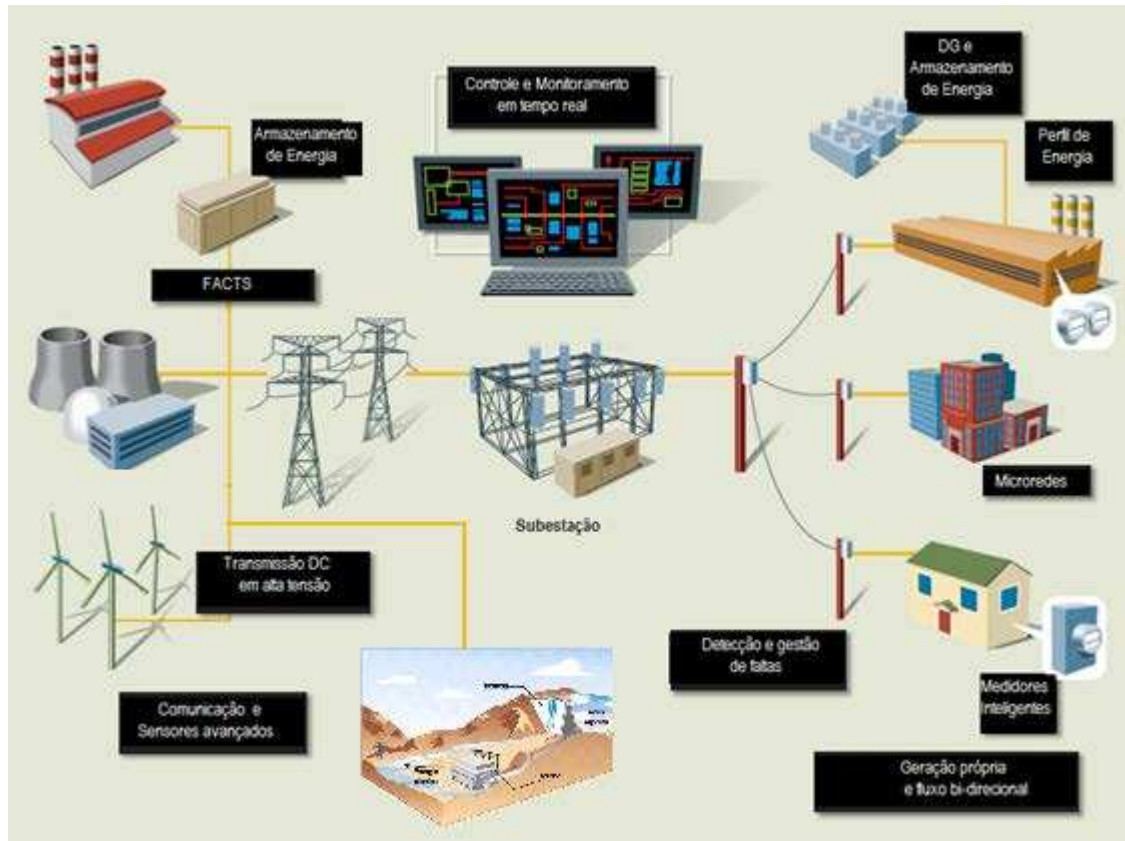 DG e
Armazenamento
de Energia
Controle e Monitoramento
em tempo real
Armazenamento
de Energia
Perfil de
Energia
FACTS
Microredes
Subestação
Transmissão DC
em alta tensão
Detecção e gestão
de faltas
Medidores
Inteligentes
Comunicação e
Sensores avançados
Geração própria
e fluxo bi-direcional